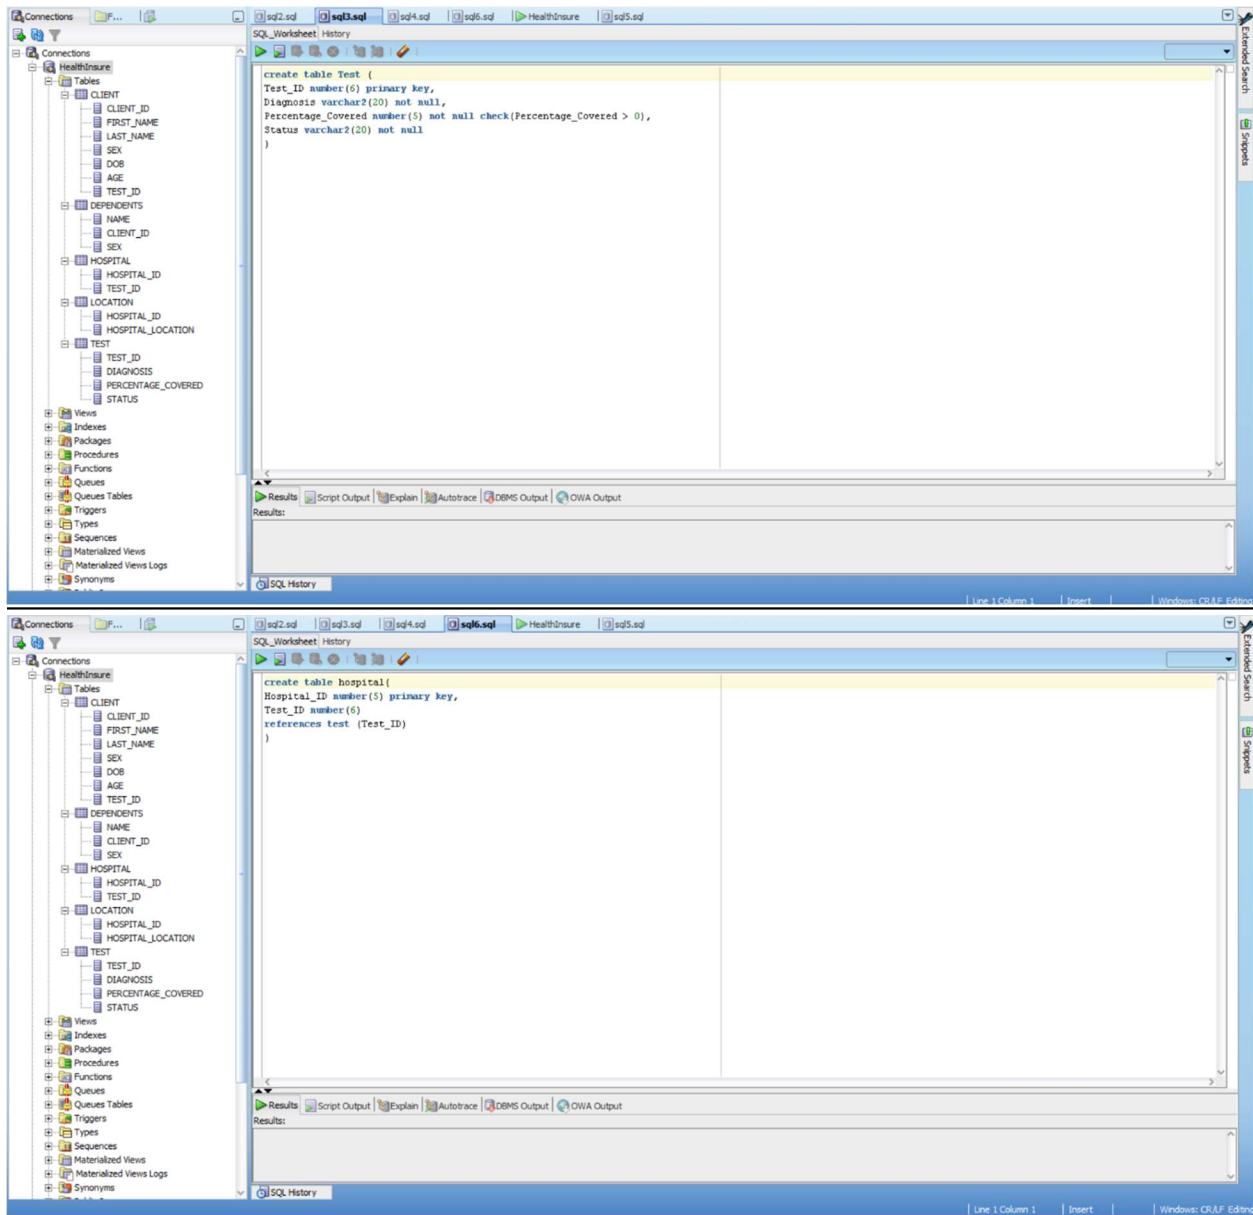 Connections
F...
sql2.sql
sql3.sql
sql4.sql
sql6.sql
HealthInsure
sql5.sql
SQL_Worksheet History
Connections
HealthInsure
Tables
CLIENT
CLIENT_ID
FIRST_NAME
LAST_NAME
SEX
DOB
AGE
TEST_ID
DEPENDENTS
NAME
CLIENT_ID
SEX
HOSPITAL
HOSPITAL_ID
TEST_ID
LOCATION
HOSPITAL_ID
HOSPITAL_LOCATION
TEST
TEST_ID
DIAGNOSIS
PERCENTAGE_COVERED
STATUS
Views
Indexes
Packages
Procedures
Functions
Queues
Queues Tables
Triggers
Types
Sequences
Materialized Views
Materialized Views Logs
Synonyms
create table Test (
Test_ID number(6) primary key,
Diagnosis varchar2(20) not null,
Percentage_Covered number(5) not null check(Percentage_Covered > 0),
Status varchar2(20) not null
)
Results Script Output Explain Autotrace DBMS Output OWA Output
Results:
SQL History
Extended Search
Snippets
Line 1 Column 1 Insert Windows: CR/LF Editing
Connections
F...
sql2.sql
sql3.sql
sql4.sql
sql6.sql
HealthInsure
sql5.sql
SQL_Worksheet History
Connections
HealthInsure
Tables
CLIENT
CLIENT_ID
FIRST_NAME
LAST_NAME
SEX
DOB
AGE
TEST_ID
DEPENDENTS
NAME
CLIENT_ID
SEX
HOSPITAL
HOSPITAL_ID
TEST_ID
LOCATION
HOSPITAL_ID
HOSPITAL_LOCATION
TEST
TEST_ID
DIAGNOSIS
PERCENTAGE_COVERED
STATUS
Views
Indexes
Packages
Procedures
Functions
Queues
Queues Tables
Triggers
Types
Sequences
Materialized Views
Materialized Views Logs
Synonyms
create table hospital(
Hospital_ID number(5) primary key,
Test_ID number(6)
references test (Test_ID)
)
Results Script Output Explain Autotrace DBMS Output OWA Output
Results:
SQL History
Extended Search
Snippets
Line 1 Column 1 Insert Windows: CR/LF Editing